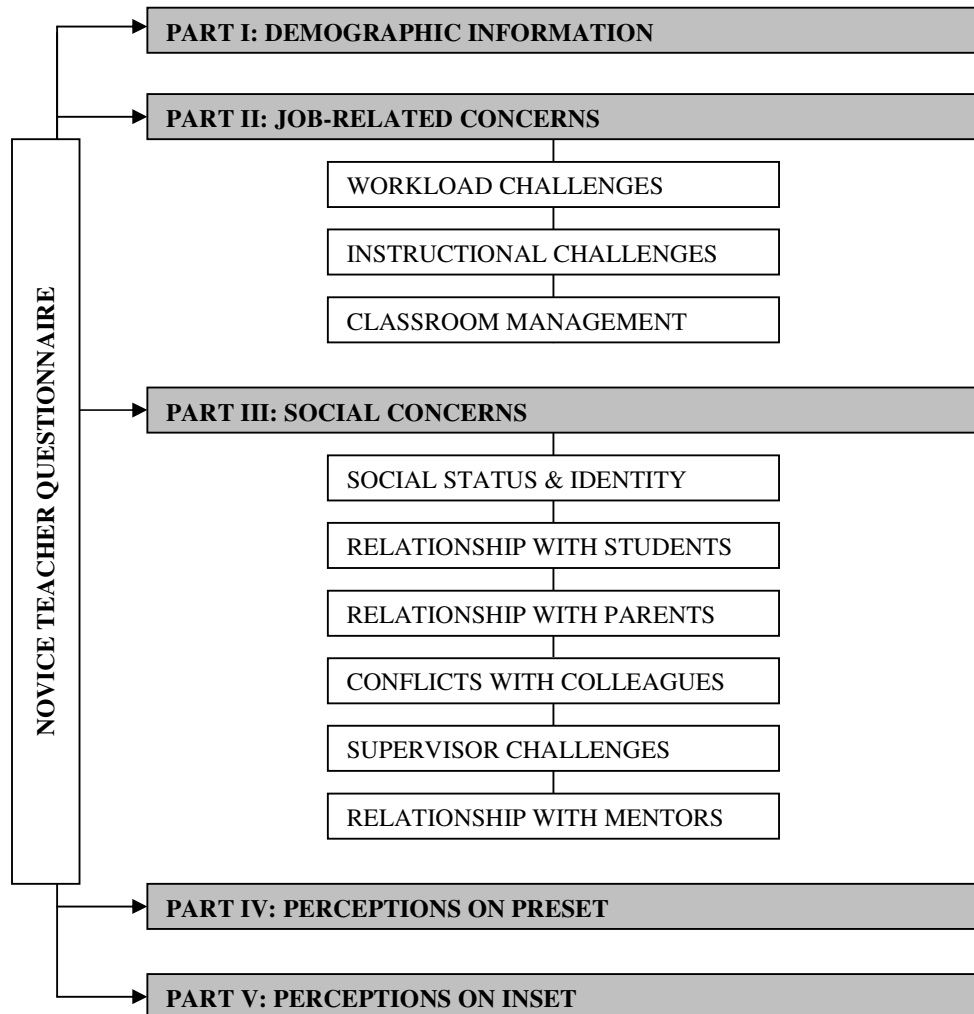 PART I: DEMOGRAPHIC INFORMATION
PART II: JOB-RELATED CONCERNS
WORKLOAD CHALLENGES
INSTRUCTIONAL CHALLENGES
CLASSROOM MANAGEMENT
NOVICE TEACHER QUESTIONNAIRE
PART III: SOCIAL CONCERNS
SOCIAL STATUS & IDENTITY
RELATIONSHIP WITH STUDENTS
RELATIONSHIP WITH PARENTS
CONFLICTS WITH COLLEAGUES
SUPERVISOR CHALLENGES
RELATIONSHIP WITH MENTORS
PART IV: PERCEPTIONS ON PRESET
PART V: PERCEPTIONS ON INSET